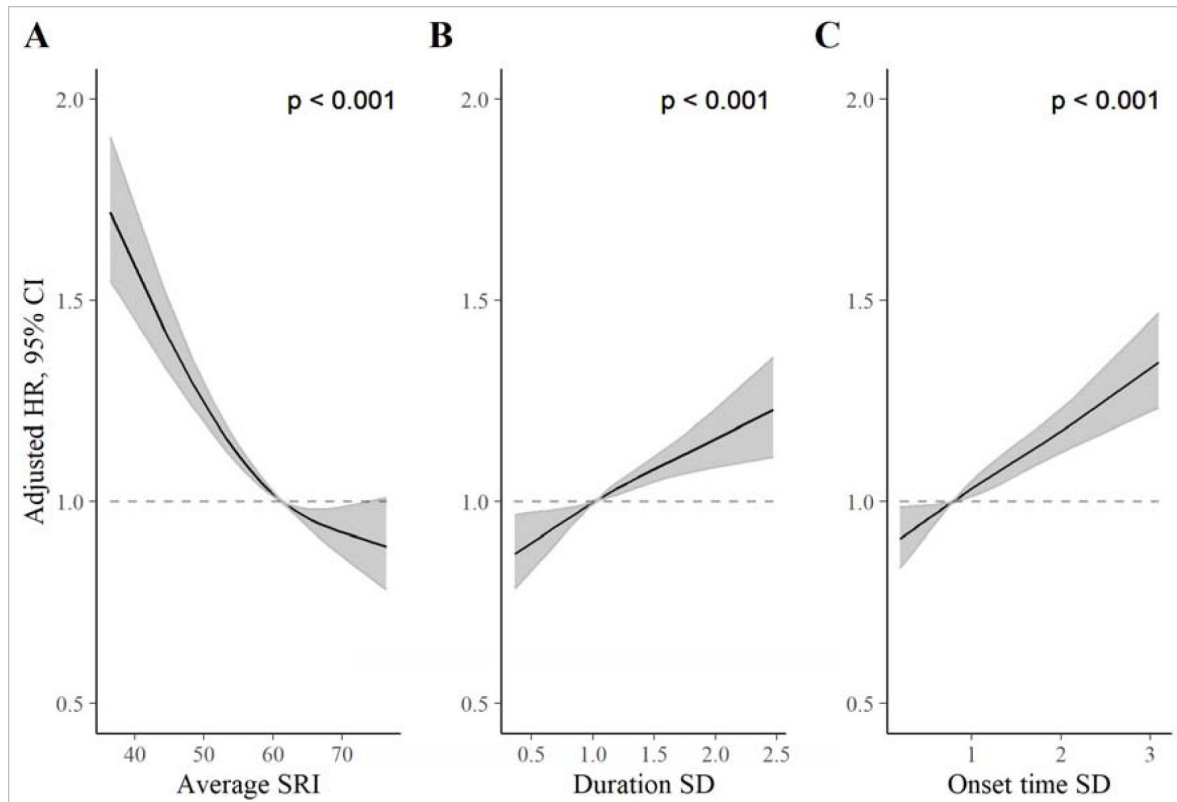 A
B
C
p < 0.001
p < 0.001
p < 0.001
Adjusted HR, 95% CI
2.0
1.5
1.0
0.5
2.0
1.5
1.0
0.5
2.0
1.5
1.0
0.5
40 50 60 70
0.5 1.0 1.5 2.0 2.5
1 2 3
Average SRI
Duration SD
Onset time SD